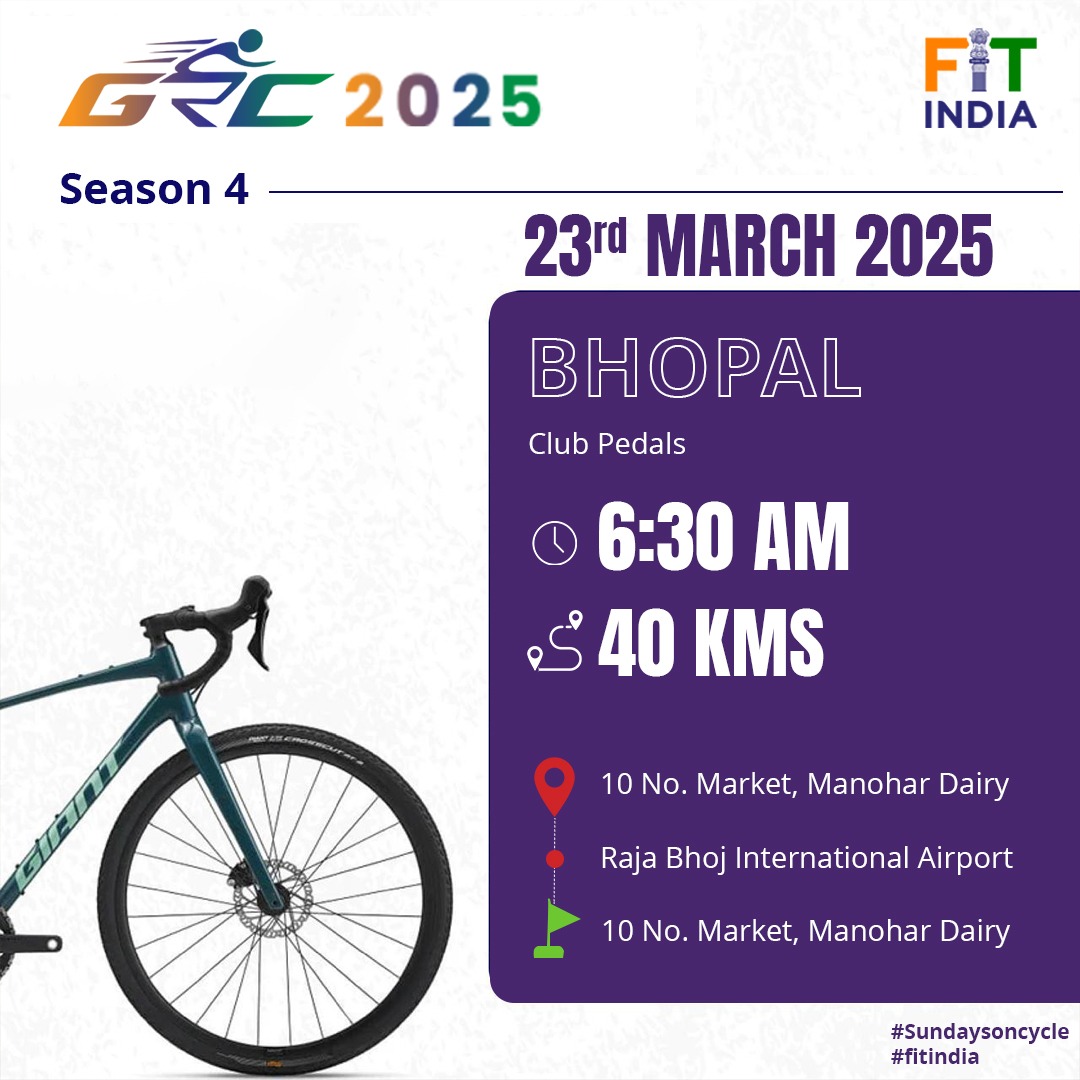 GRC 2025
FIT
INDIA
Season 4
23rd MARCH 2025
BHOPAL
Club Pedals
6:30 AM
40 KMS
10 No. Market, Manohar Dairy
Raja Bhoj International Airport
10 No. Market, Manohar Dairy
GIANT
#Sundaysoncycle
#fitindia